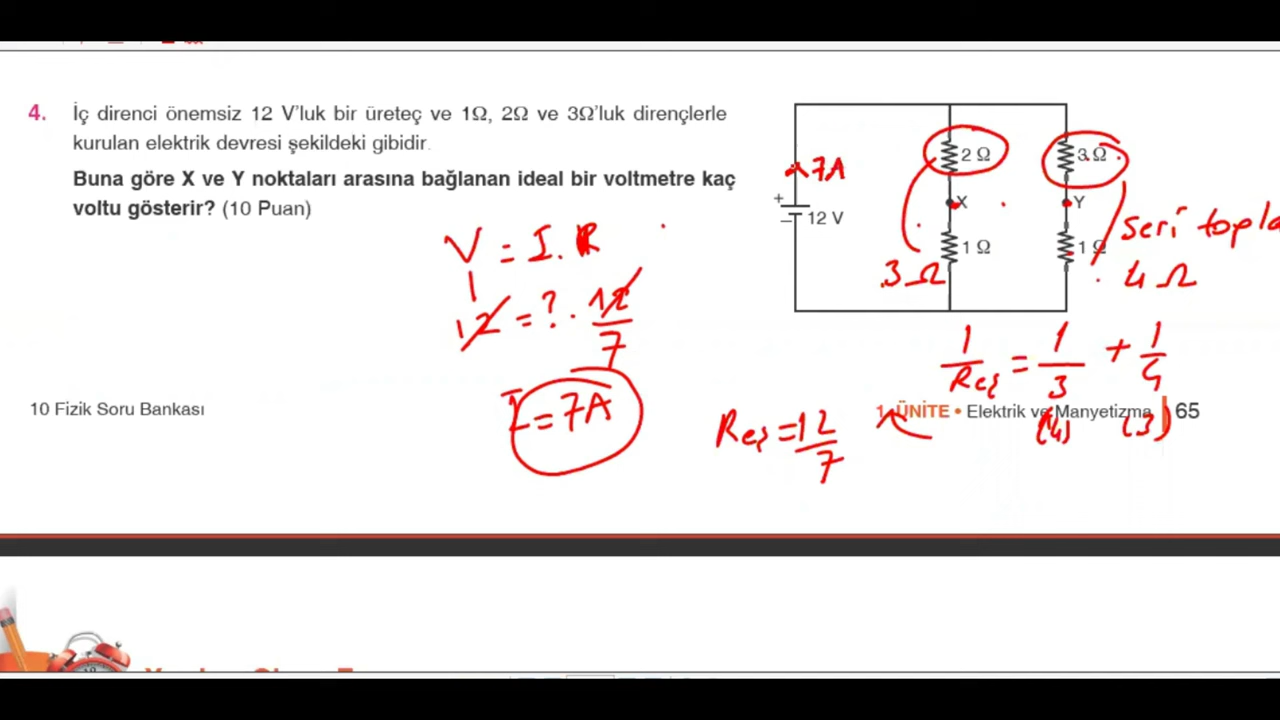 4. İç direnci önemsiz 12 V'luk bir üreteç ve 1Ω, 2Ω ve 3Ω'luk dirençlerle
kurulan elektrik devresi şekildeki gibidir.
Buna göre X ve Y noktaları arasına bağlanan ideal bir voltmetre kaç
voltu gösterir? (10 Puan)
7A
+
–
12 V
2 Ω
3 Ω
X
Y
1 Ω
1 Ω
3 Ω
seri topla
4 Ω
V = I. R
12 = ? . 12/7
I = 7A
1/Reş = 1/3 + 1/4
(4) (3)
Reş = 12/7
10 Fizik Soru Bankası
1. ÜNİTE • Elektrik ve Manyetizma 65